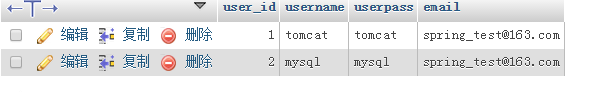 user_id username userpass email
编辑 复制 删除 1 tomcat tomcat spring_test@163.com
编辑 复制 删除 2 mysql mysql spring_test@163.com